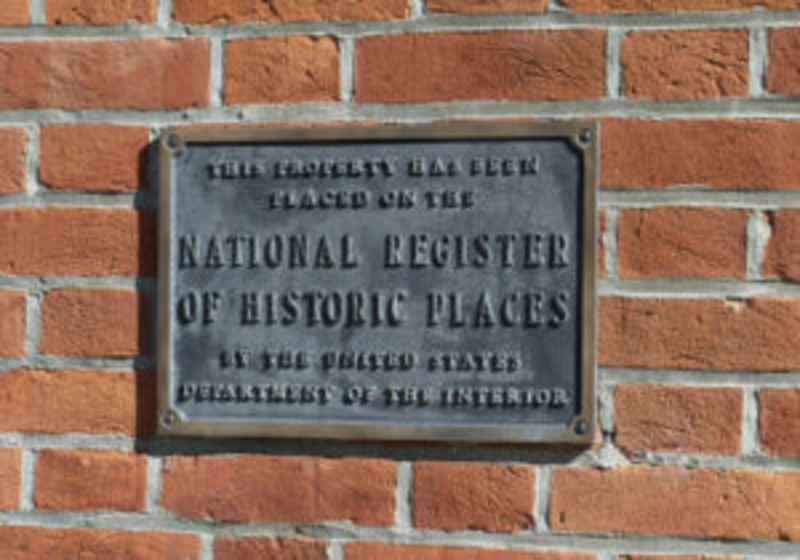 THIS PROPERTY HAS BEEN
PLACED ON THE
NATIONAL REGISTER
OF HISTORIC PLACES
BY THE UNITED STATES
DEPARTMENT OF THE INTERIOR